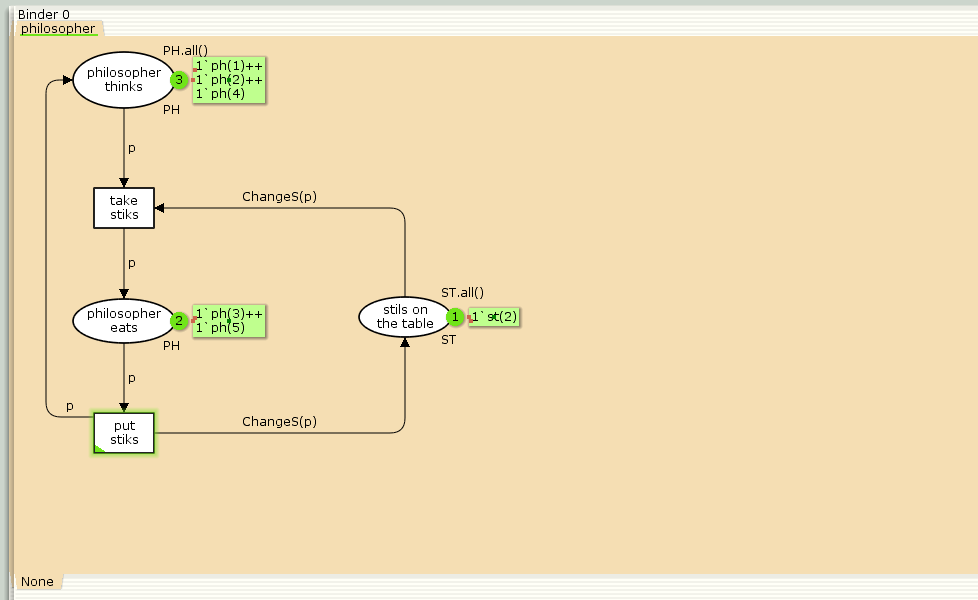 Binder 0
philosopher
PH.all()
philosopher
thinks
3
1`ph(1)++
1`ph(2)++
1`ph(4)
PH
p
take
stiks
ChangeS(p)
p
ST.all()
philosopher
eats
2
1`ph(3)++
1`ph(5)
PH
stils on
the table
1
1`st(2)
ST
p
p
put
stiks
ChangeS(p)
None